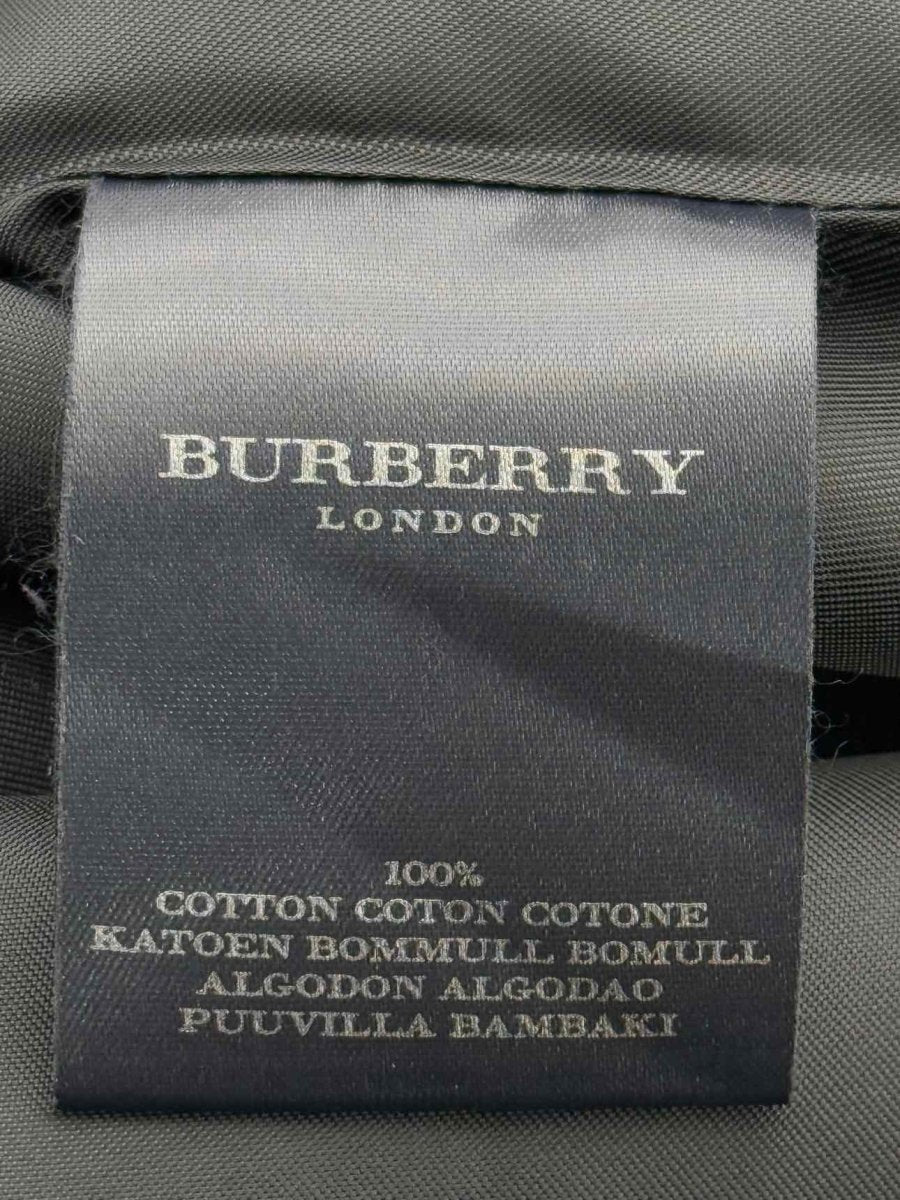 BURBERRY
LONDON
100%
COTTON COTON COTONE
KATOEN BOMMULL BOMULL
ALGODON ALGODAO
PUUVILLA BAMBAKI